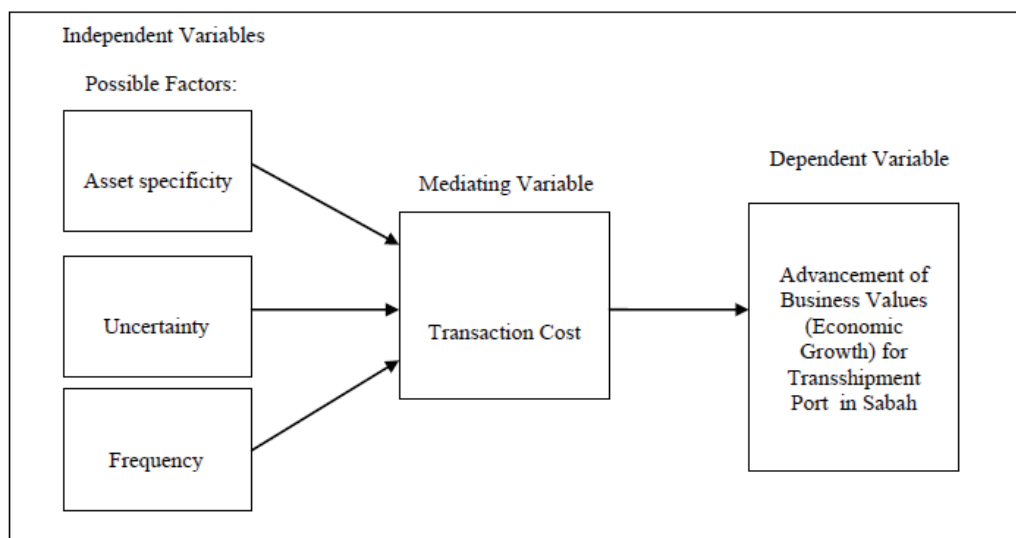 Independent Variables
Possible Factors:
Asset specificity
Uncertainty
Frequency
Mediating Variable
Transaction Cost
Dependent Variable
Advancement of
Business Values
(Economic
Growth) for
Transshipment
Port in Sabah